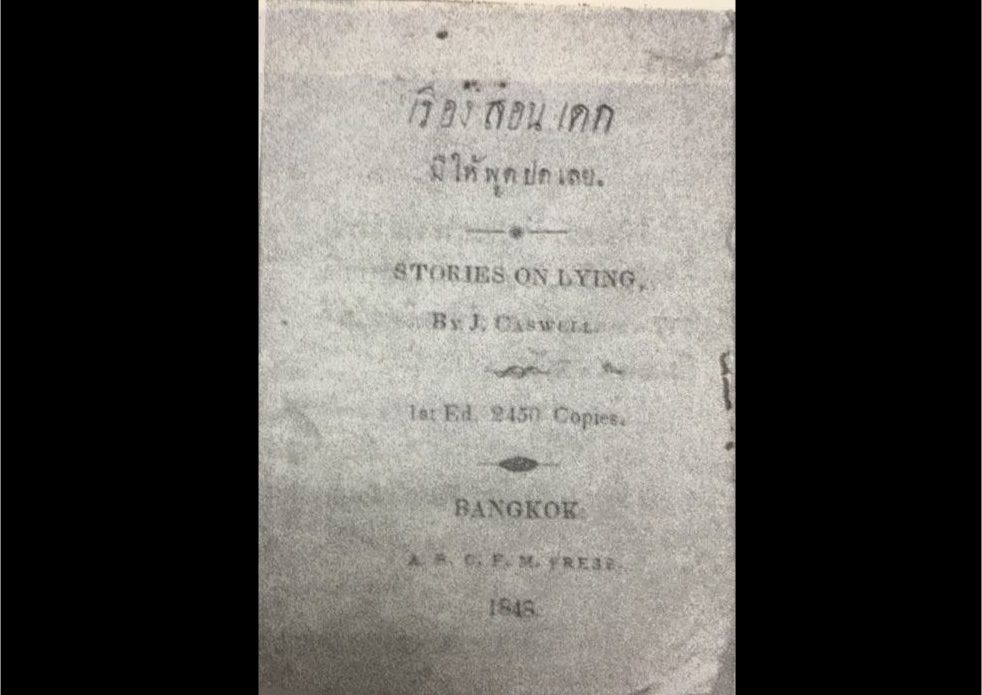 เรื่องสอนเดก
มิให้พูดปดเลย.
STORIES ON LYING,
By J. CASWELL.
1st Ed. 2450 Copies.
BANGKOK
A. B. C. F. M. PRESS.
1848.